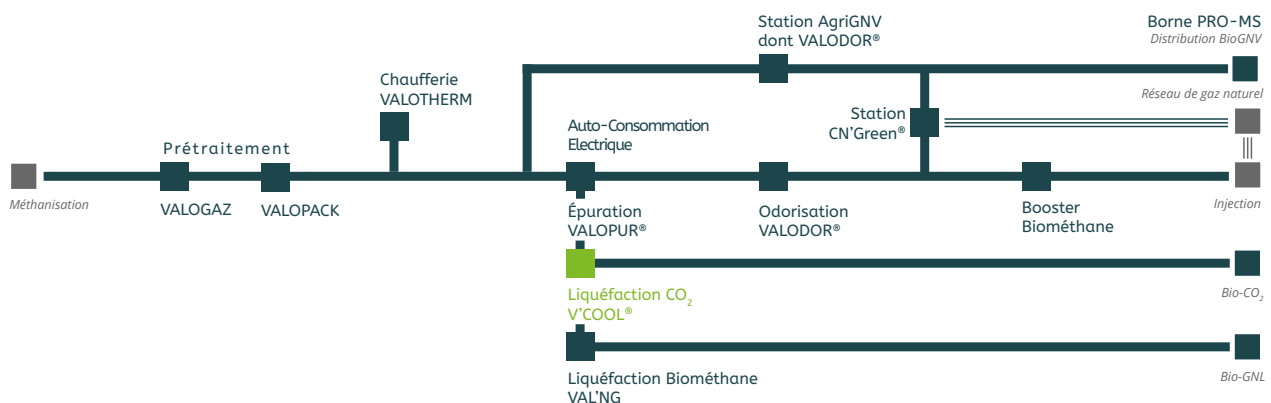 Station AgriGNV
dont VALODOR®
Borne PRO-MS
Distribution BioGNV
Chaufferie
VALOTHERM
Réseau de gaz naturel
Station
CN'Green®
Auto-Consommation
Electrique
Prétraitement
Méthanisation
VALOGAZ
VALOPACK
Épuration
VALOPUR®
Odorisation
VALODOR®
Booster
Biométhane
Injection
Liquéfaction CO₂
V'COOL®
Bio-CO₂
Liquéfaction Biométhane
VAL'NG
Bio-GNL